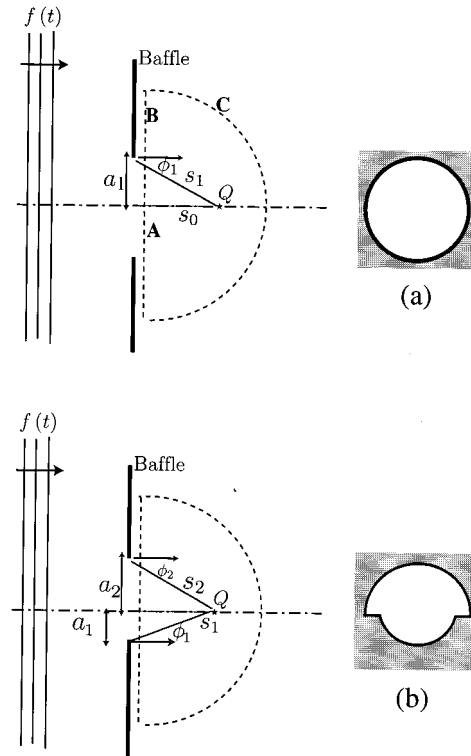 f (t)
Baffle
B
C
ϕ₁
a₁
s₁
Q
s₀
A
(a)
f (t)
Baffle
ϕ₂
a₂
s₂
Q
a₁
s₁
ϕ₁
(b)